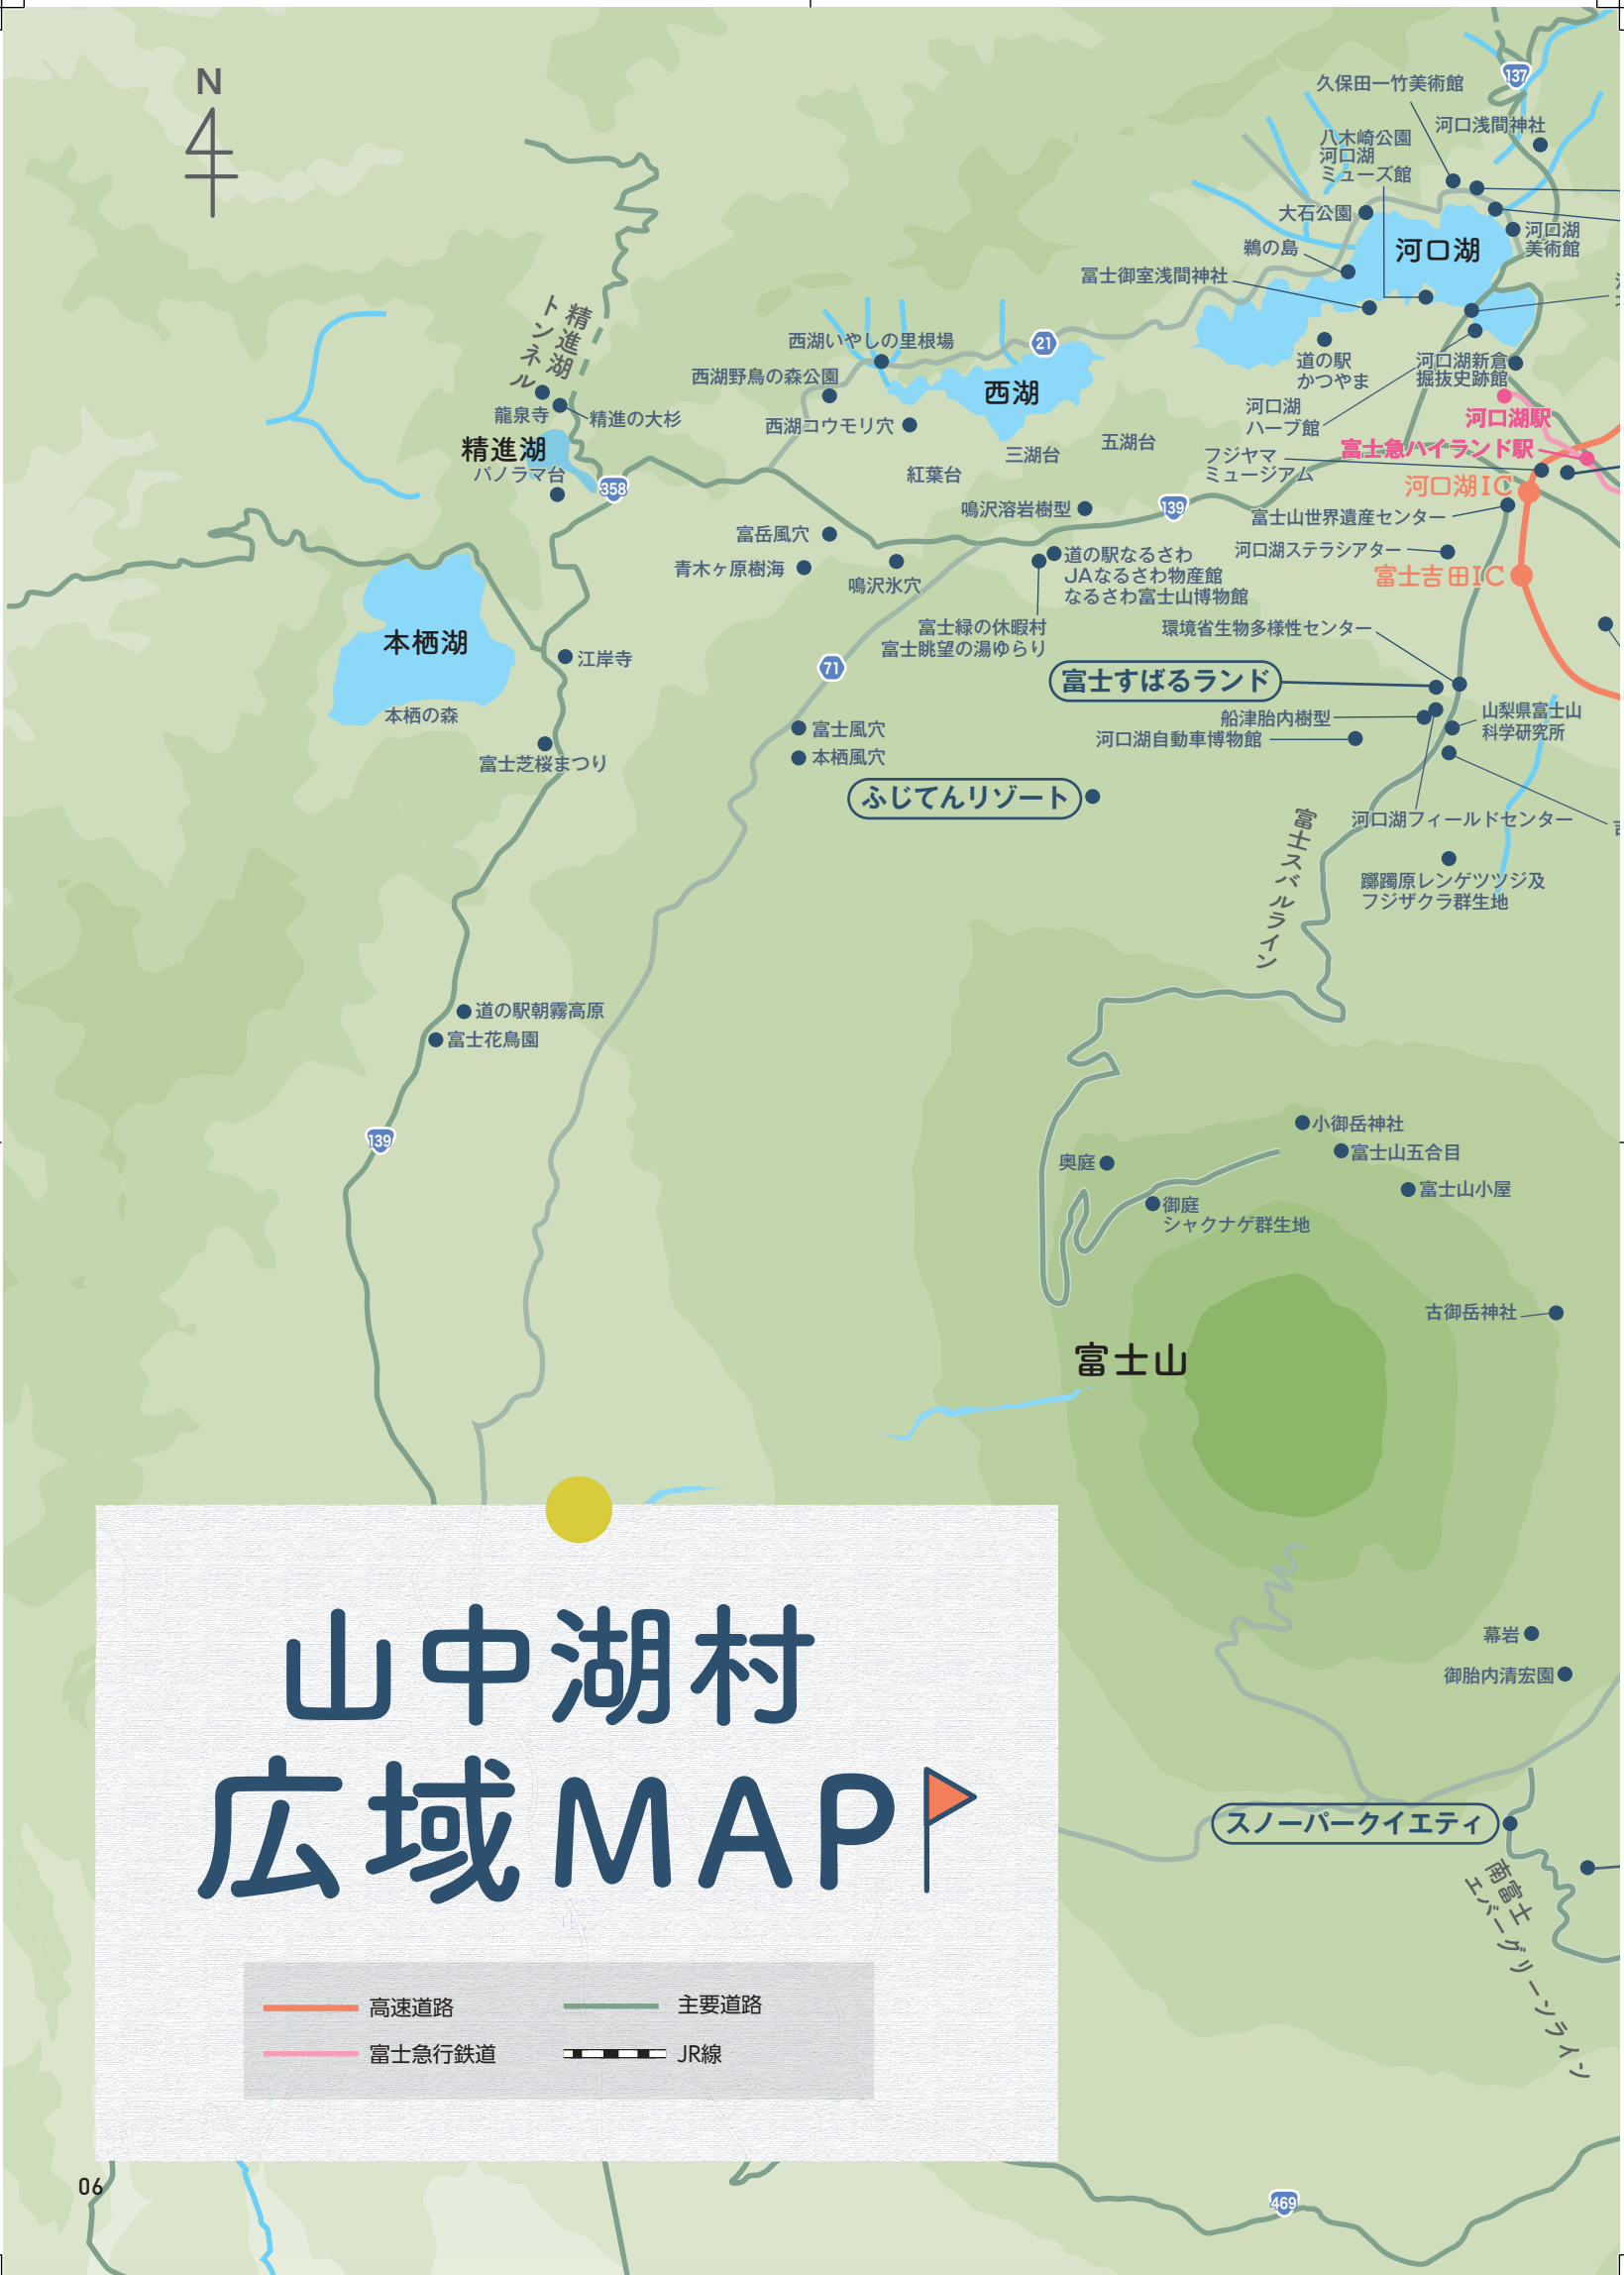 N
137
久保田一竹美術館
河口浅間神社
八木崎公園
河口湖
ミューズ館
大石公園
河口湖
美術館
河口湖
鵜の島
富士御室浅間神社
精進湖
トンネル
西湖いやしの里根場
21
西湖野鳥の森公園
西湖
道の駅
かつやま
河口湖新倉
掘抜史跡館
龍泉寺
精進の大杉
河口湖
ハーブ館
河口湖駅
西湖コウモリ穴
精進湖
パノラマ台
五湖台
三湖台
紅葉台
富士急ハイランド駅
フジヤマ
ミュージアム
358
河口湖IC
139
鳴沢溶岩樹型
富士山世界遺産センター
富岳風穴
河口湖ステラシアター
道の駅なるさわ
JAなるさわ物産館
なるさわ富士山博物館
青木ヶ原樹海
鳴沢氷穴
富士吉田IC
富士緑の休暇村
富士眺望の湯ゆらり
環境省生物多様性センター
本栖湖
江岸寺
71
富士すばるランド
本栖の森
富士風穴
本栖風穴
船津胎内樹型
河口湖自動車博物館
山梨県富士山
科学研究所
富士芝桜まつり
ふじてんリゾート
河口湖フィールドセンター
富士スバルライン
躑躅原レンゲツツジ及
フジザクラ群生地
道の駅朝霧高原
富士花鳥園
139
小御岳神社
富士山五合目
奥庭
富士山小屋
御庭
シャクナゲ群生地
古御岳神社
富士山
幕岩
御胎内清宏園
スノーパークイエティ
南富士
エバーグリーンライン
山中湖村
広域MAP
高速道路
主要道路
富士急行鉄道
JR線
06
469